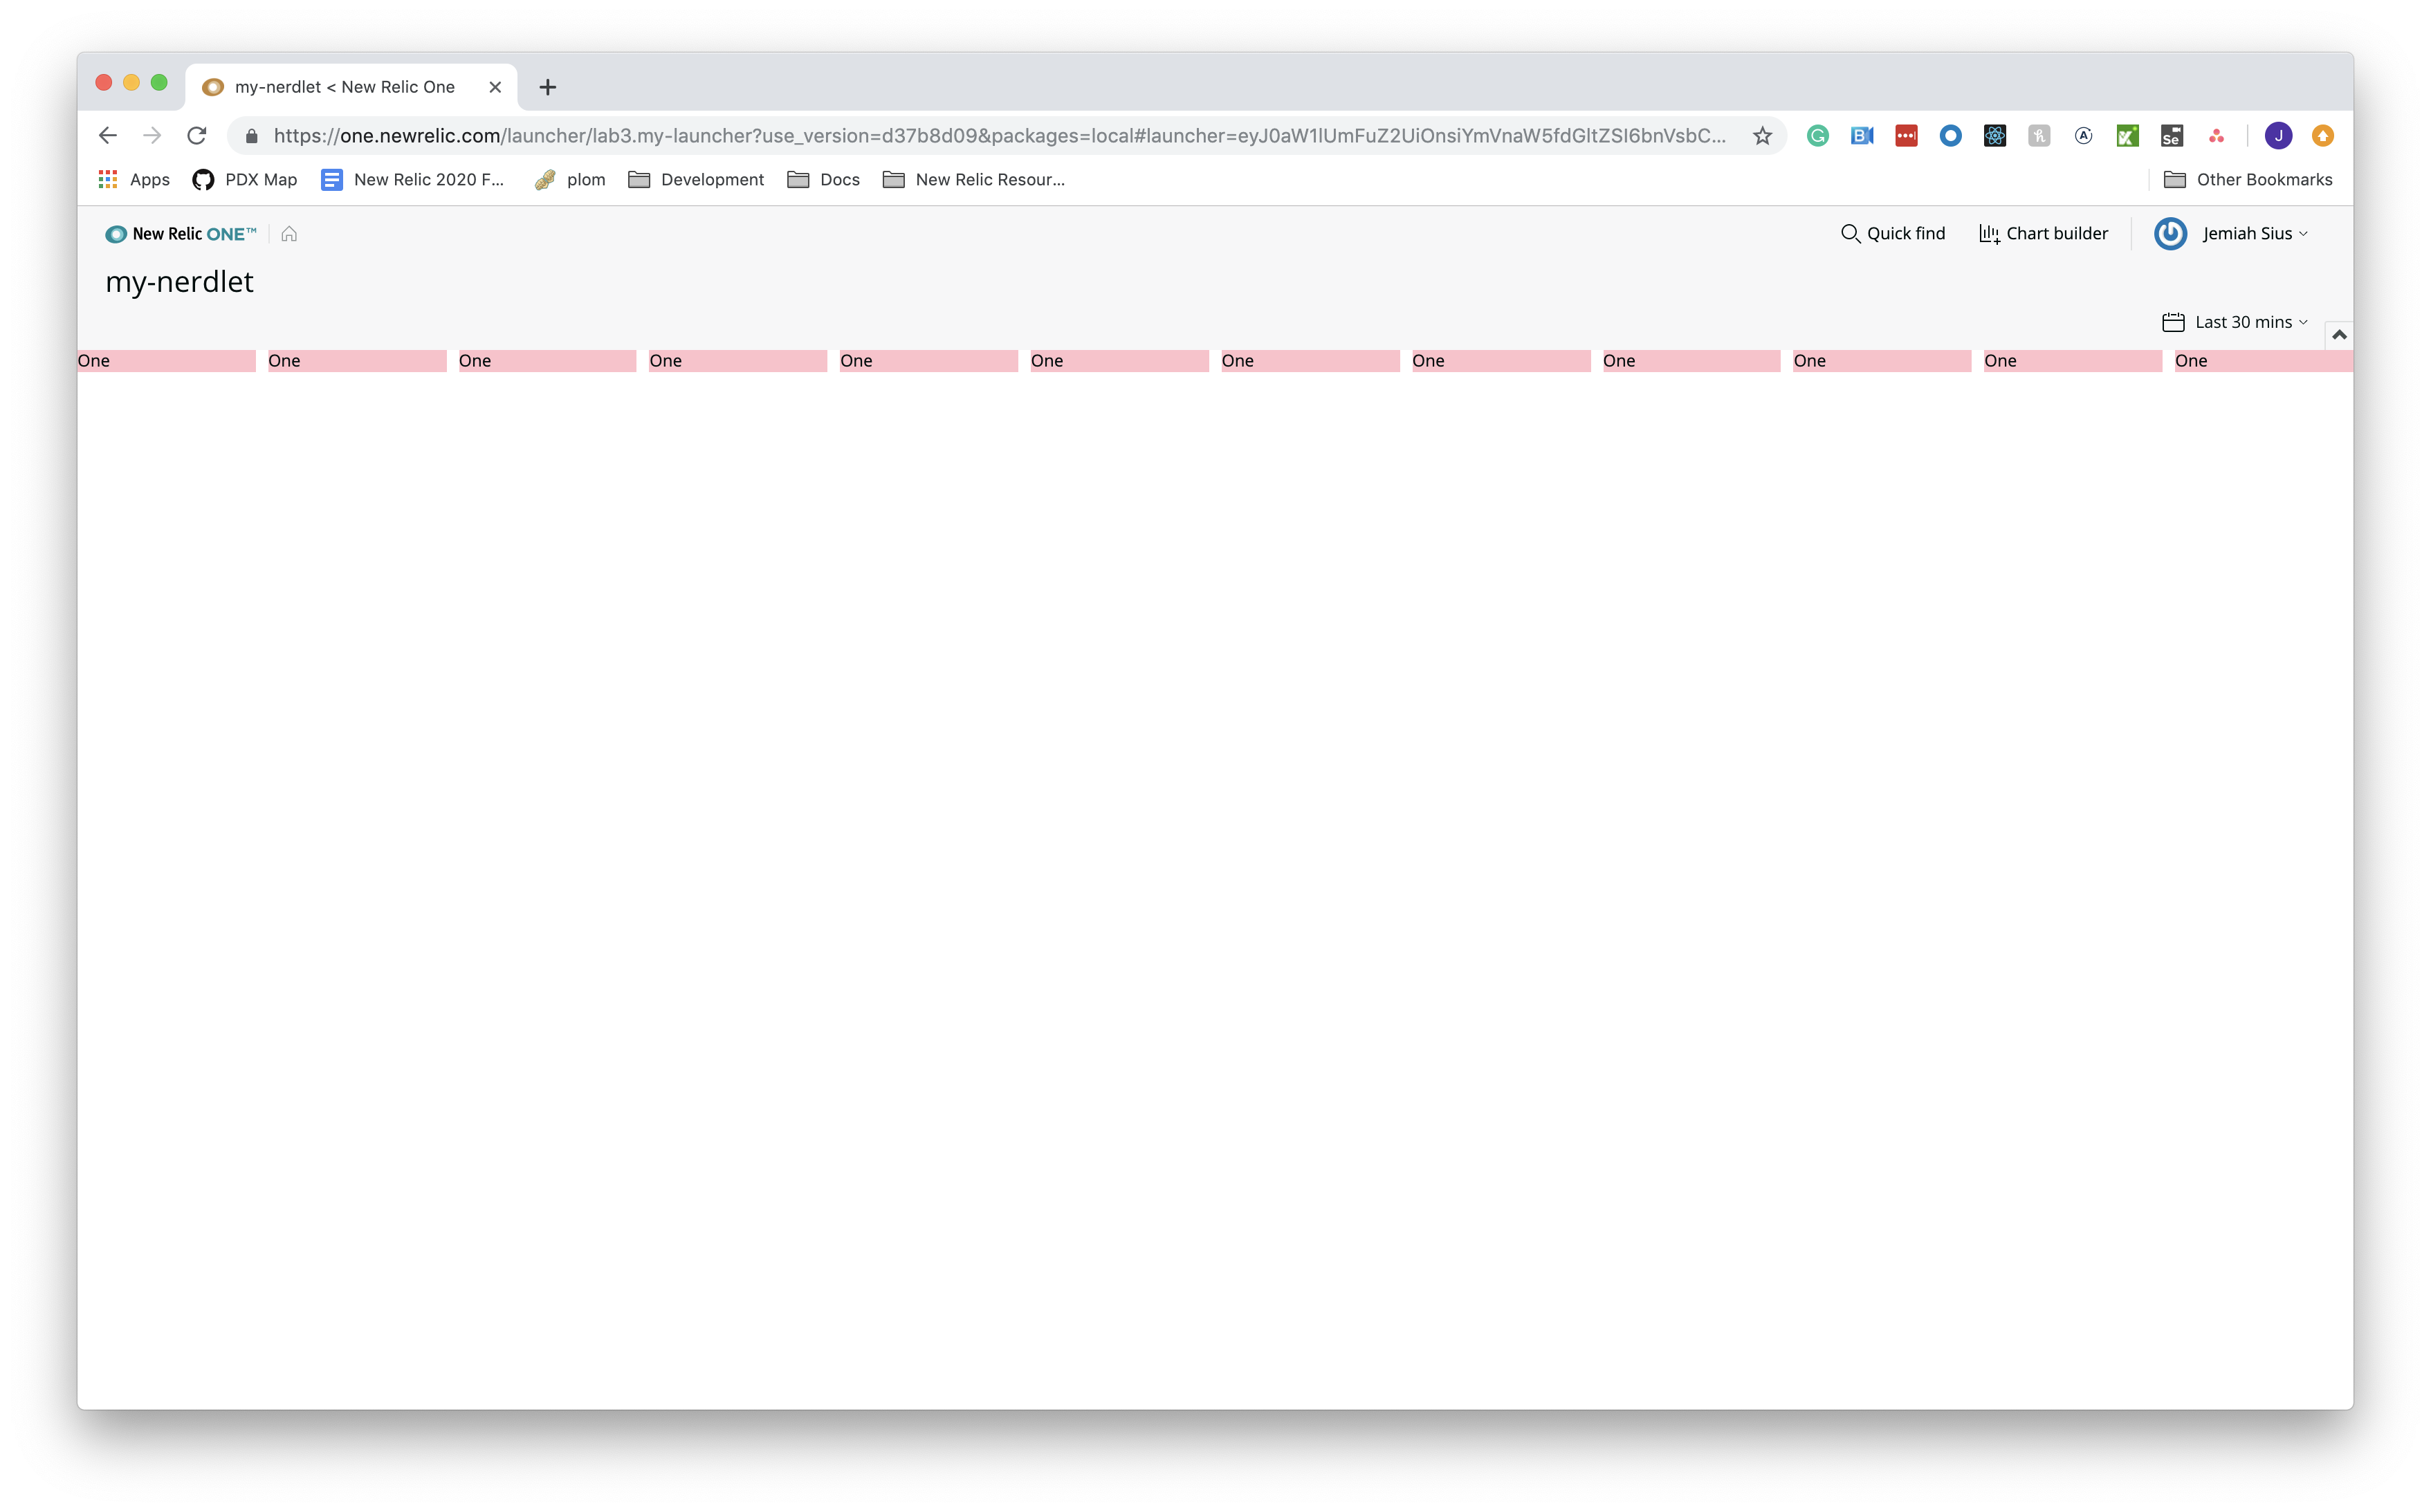 my-nerdlet < New Relic One
https://one.newrelic.com/launcher/lab3.my-launcher?use_version=d37b8d09&packages=local#launcher=eyJ0aW1lUmFuZ2UiOnsiYmVnaW5fdGltZSI6bnVsbC...
Apps PDX Map New Relic 2020 F... plom Development Docs New Relic Resour... Other Bookmarks
New Relic ONE™ Quick find Chart builder Jemiah Sius
my-nerdlet
Last 30 mins
One One One One One One One One One One One One